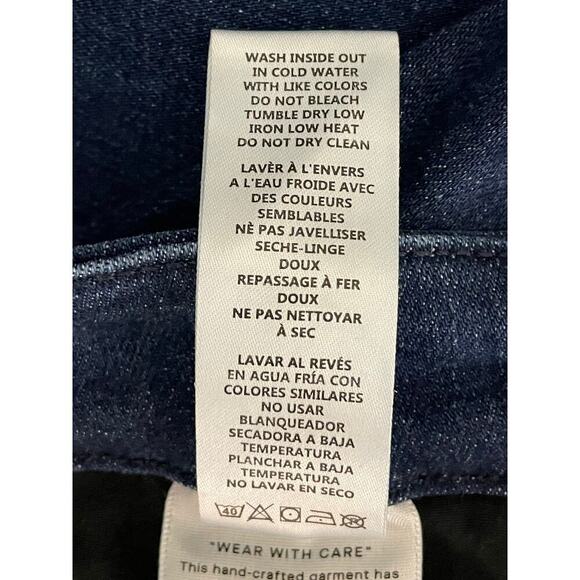 WASH INSIDE OUT
IN COLD WATER
WITH LIKE COLORS
DO NOT BLEACH
TUMBLE DRY LOW
IRON LOW HEAT
DO NOT DRY CLEAN
LAVÈR À L'ENVERS
A L'EAU FROIDE AVEC
DES COULEURS
SEMBLABLES
NÈ PAS JAVELLISER
SECHE-LINGE
DOUX
REPASSAGE À FER
DOUX
NE PAS NETTOYER
À SEC
LAVAR AL REVÉS
EN AGUA FRÍA CON
COLORES SIMILARES
NO USAR
BLANQUEADOR
SECADORA A BAJA
TEMPERATURA
PLANCHAR A BAJA
TEMPERATURA
NO LAVAR EN SECO
40
"WEAR WITH CARE"
This hand-crafted garment has